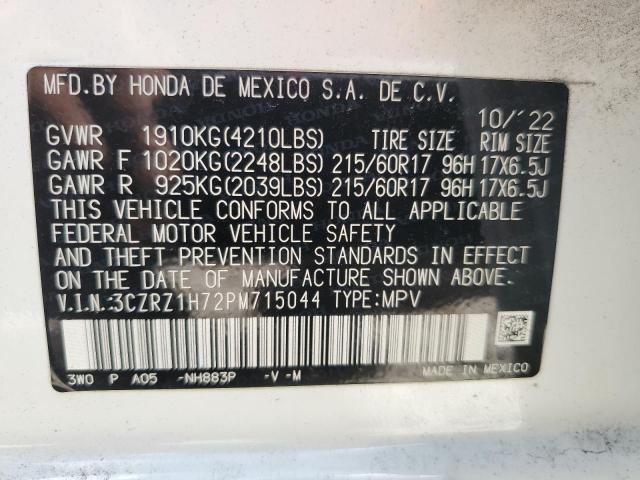 MFD. BY HONDA DE MEXICO S.A. DE C.V.
10/'22
GVWR 1910KG(4210LBS) TIRE SIZE RIM SIZE
GAWR F 1020KG(2248LBS) 215/60R17 96H 17X6.5J
GAWR R 925KG(2039LBS) 215/60R17 96H 17X6.5J
THIS VEHICLE CONFORMS TO ALL APPLICABLE
FEDERAL MOTOR VEHICLE SAFETY
AND THEFT PREVENTION STANDARDS IN EFFECT
ON THE DATE OF MANUFACTURE SHOWN ABOVE.
V.I.N.:3CZRZ1H72PM715044 TYPE:MPV
3W0 P A05 -NH883P -V -M
MADE IN MEXICO